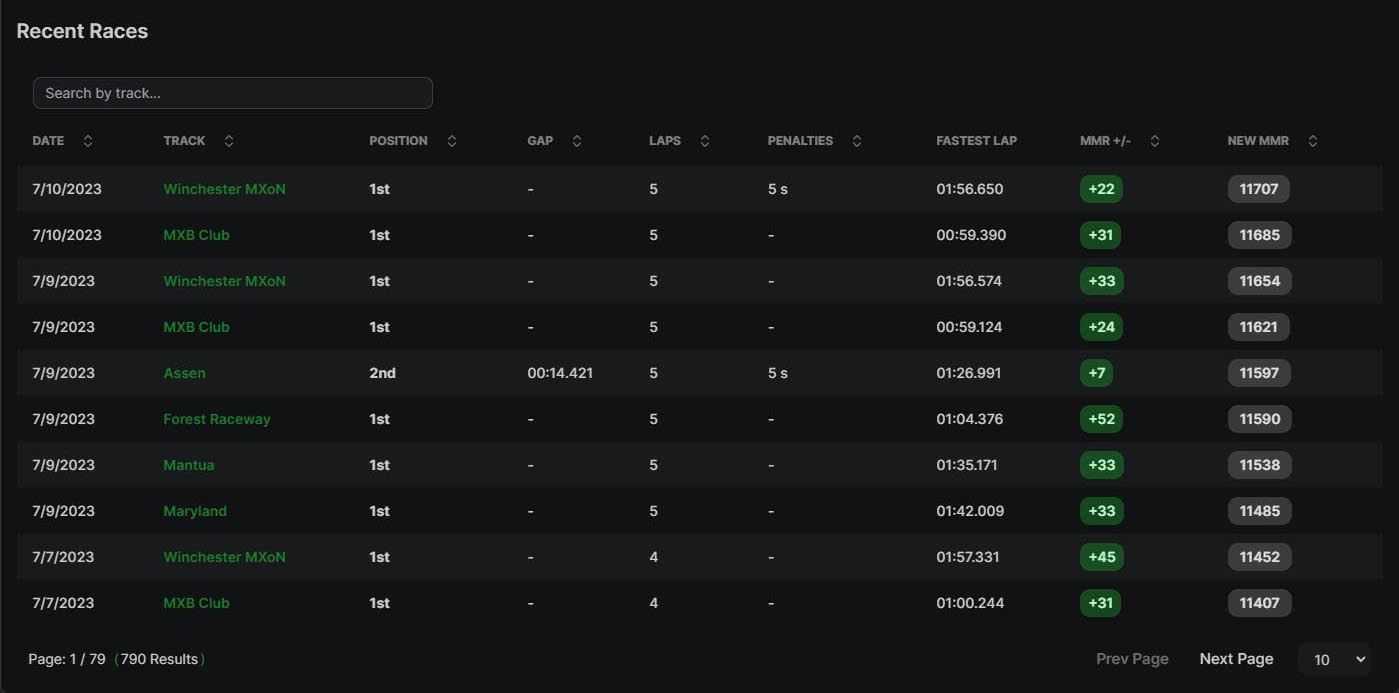 Recent Races
Search by track...
DATE TRACK POSITION GAP LAPS PENALTIES FASTEST LAP MMR +/- NEW MMR
7/10/2023 Winchester MXoN 1st - 5 5 s 01:56.650 +22 11707
7/10/2023 MXB Club 1st - 5 - 00:59.390 +31 11685
7/9/2023 Winchester MXoN 1st - 5 - 01:56.574 +33 11654
7/9/2023 MXB Club 1st - 5 - 00:59.124 +24 11621
7/9/2023 Assen 2nd 00:14.421 5 5 s 01:26.991 +7 11597
7/9/2023 Forest Raceway 1st - 5 - 01:04.376 +52 11590
7/9/2023 Mantua 1st - 5 - 01:35.171 +33 11538
7/9/2023 Maryland 1st - 5 - 01:42.009 +33 11485
7/7/2023 Winchester MXoN 1st - 4 - 01:57.331 +45 11452
7/7/2023 MXB Club 1st - 4 - 01:00.244 +31 11407
Page: 1 / 79 (790 Results) Prev Page Next Page 10